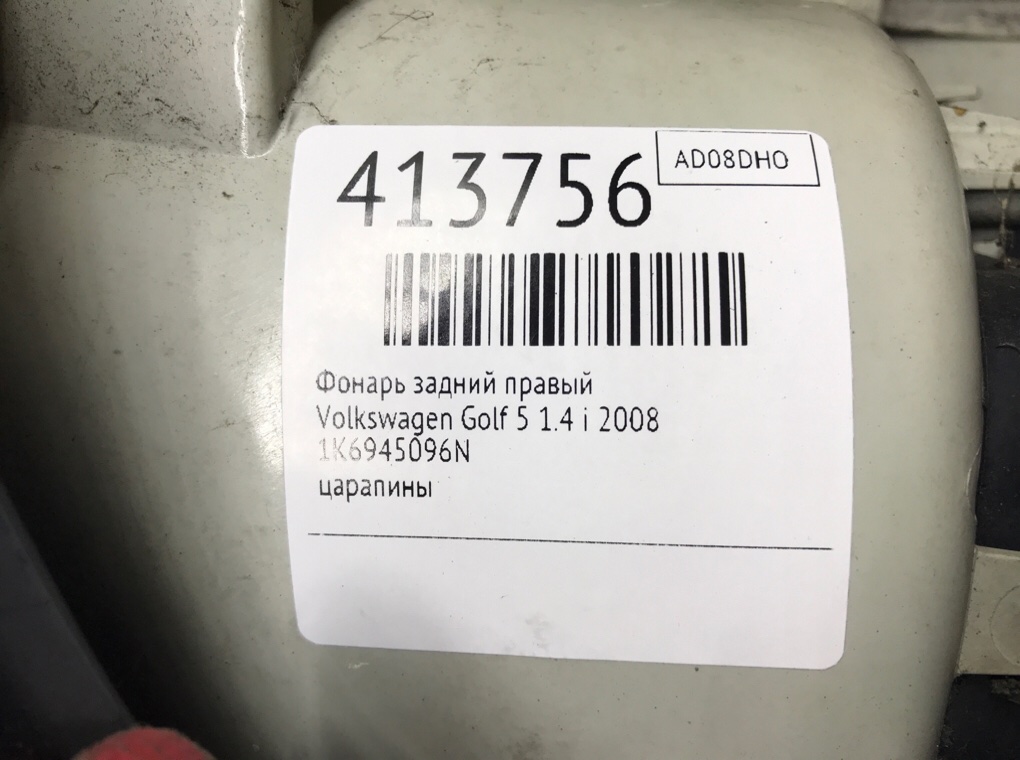 413756
AD08DHO
Фонарь задний правый
Volkswagen Golf 5 1.4 i 2008
1K6945096N
царапины